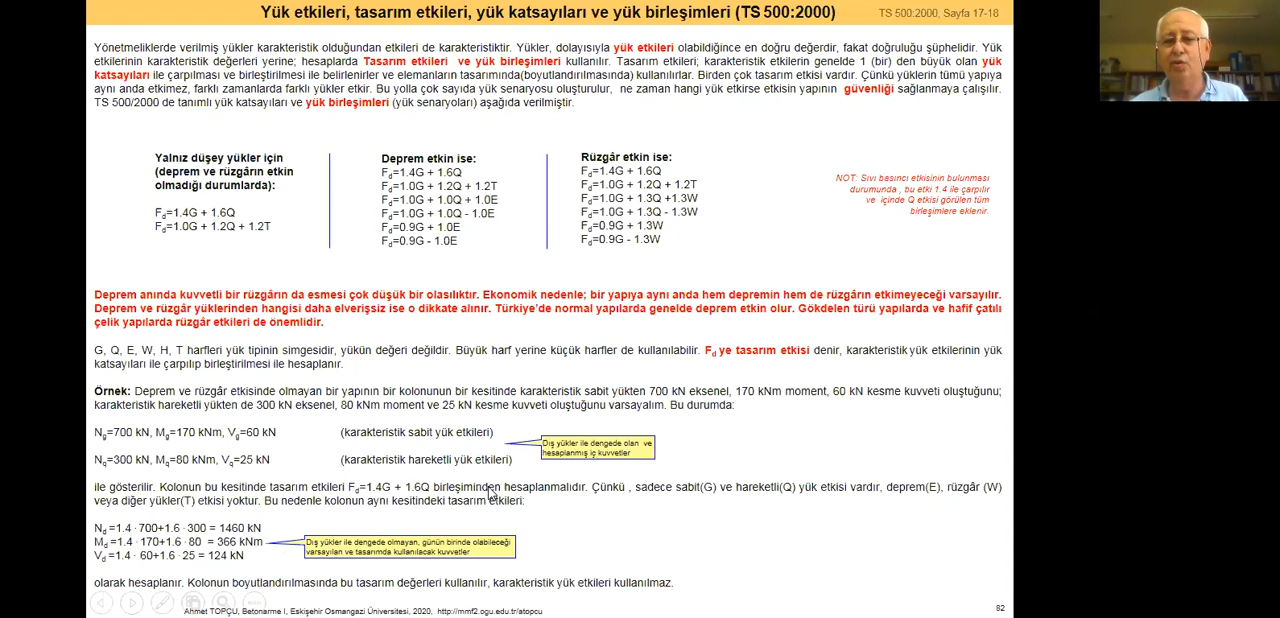 Yük etkileri, tasarım etkileri, yük katsayıları ve yük birleşimleri (TS 500:2000)
TS 500:2000, Sayfa 17-18
Yönetmeliklerde verilmiş yükler karakteristik olduğundan etkileri de karakteristiktir. Yükler, dolayısıyla yük etkileri olabildiğince en doğru değerdir, fakat doğruluğu şüphelidir. Yük
etkilerinin karakteristik değerleri yerine; hesaplarda Tasarım etkileri ve yük birleşimleri kullanılır. Tasarım etkileri; karakteristik etkilerin genelde 1 (bir) den büyük olan yük
katsayıları ile çarpılması ve birleştirilmesi ile belirlenirler ve elemanların tasarımında(boyutlandırılmasında) kullanılırlar. Birden çok tasarım etkisi vardır. Çünkü yüklerin tümü yapıya
aynı anda etkimez, farklı zamanlarda farklı yükler etkir. Bu yolla çok sayıda yük senaryosu oluşturulur, ne zaman hangi yük etkirse etkisin yapının güvenliği sağlanmaya çalışılır.
TS 500/2000 de tanımlı yük katsayıları ve yük birleşimleri (yük senaryoları) aşağıda verilmiştir.
Yalnız düşey yükler için
(deprem ve rüzgârın etkin
olmadığı durumlarda):
Fd=1.4G + 1.6Q
Fd=1.0G + 1.2Q + 1.2T
Deprem etkin ise:
Fd=1.4G + 1.6Q
Fd=1.0G + 1.2Q + 1.2T
Fd=1.0G + 1.0Q + 1.0E
Fd=1.0G + 1.0Q - 1.0E
Fd=0.9G + 1.0E
Fd=0.9G - 1.0E
Rüzgâr etkin ise:
Fd=1.4G + 1.6Q
Fd=1.0G + 1.2Q + 1.2T
Fd=1.0G + 1.3Q +1.3W
Fd=1.0G + 1.3Q - 1.3W
Fd=0.9G + 1.3W
Fd=0.9G - 1.3W
NOT: Sıvı basıncı etkisinin bulunması
durumunda , bu etki 1.4 ile çarpılır
ve içinde Q etkisi görülen tüm
birleşimlere eklenir.
Deprem anında kuvvetli bir rüzgârın da esmesi çok düşük bir olasılıktır. Ekonomik nedenle; bir yapıya aynı anda hem depremin hem de rüzgârın etkimeyeceği varsayılır.
Deprem ve rüzgâr yüklerinden hangisi daha elverişsiz ise o dikkate alınır. Türkiye'de normal yapılarda genelde deprem etkin olur. Gökdelen türü yapılarda ve hafif çatılı
çelik yapılarda rüzgâr etkileri de önemlidir.
G, Q, E, W, H, T harfleri yük tipinin simgesidir, yükün değeri değildir. Büyük harf yerine küçük harfler de kullanılabilir. Fd ye tasarım etkisi denir, karakteristik yük etkilerinin yük
katsayıları ile çarpılıp birleştirilmesi ile hesaplanır.
Örnek: Deprem ve rüzgâr etkisinde olmayan bir yapının bir kolonunun bir kesitinde karakteristik sabit yükten 700 kN eksenel, 170 kNm moment, 60 kN kesme kuvveti oluştuğunu;
karakteristik hareketli yükten de 300 kN eksenel, 80 kNm moment ve 25 kN kesme kuvveti oluştuğunu varsayalım. Bu durumda:
Ng=700 kN, Mg=170 kNm, Vg=60 kN (karakteristik sabit yük etkileri)
Nq=300 kN, Mq=80 kNm, Vq=25 kN (karakteristik hareketli yük etkileri)
Dış yükler ile dengede olan ve
hesaplanmış iç kuvvetler
ile gösterilir. Kolonun bu kesitinde tasarım etkileri Fd=1.4G + 1.6Q birleşiminden hesaplanmalıdır. Çünkü , sadece sabit(G) ve hareketli(Q) yük etkisi vardır, deprem(E), rüzgâr (W)
veya diğer yükler(T) etkisi yoktur. Bu nedenle kolonun aynı kesitindeki tasarım etkileri:
Nd =1.4 · 700+1.6 · 300 = 1460 kN
Md =1.4 · 170+1.6 · 80 = 366 kNm
Vd =1.4 · 60+1.6 · 25 = 124 kN
Dış yükler ile dengede olmayan, günün birinde olabileceği
varsayılan ve tasarımda kullanılacak kuvvetler
olarak hesaplanır. Kolonun boyutlandırılmasında bu tasarım değerleri kullanılır, karakteristik yük etkileri kullanılmaz.
Ahmet TOPÇU, Betonarme I, Eskişehir Osmangazi Üniversitesi, 2020, http://mmf2.ogu.edu.tr/atopcu
82